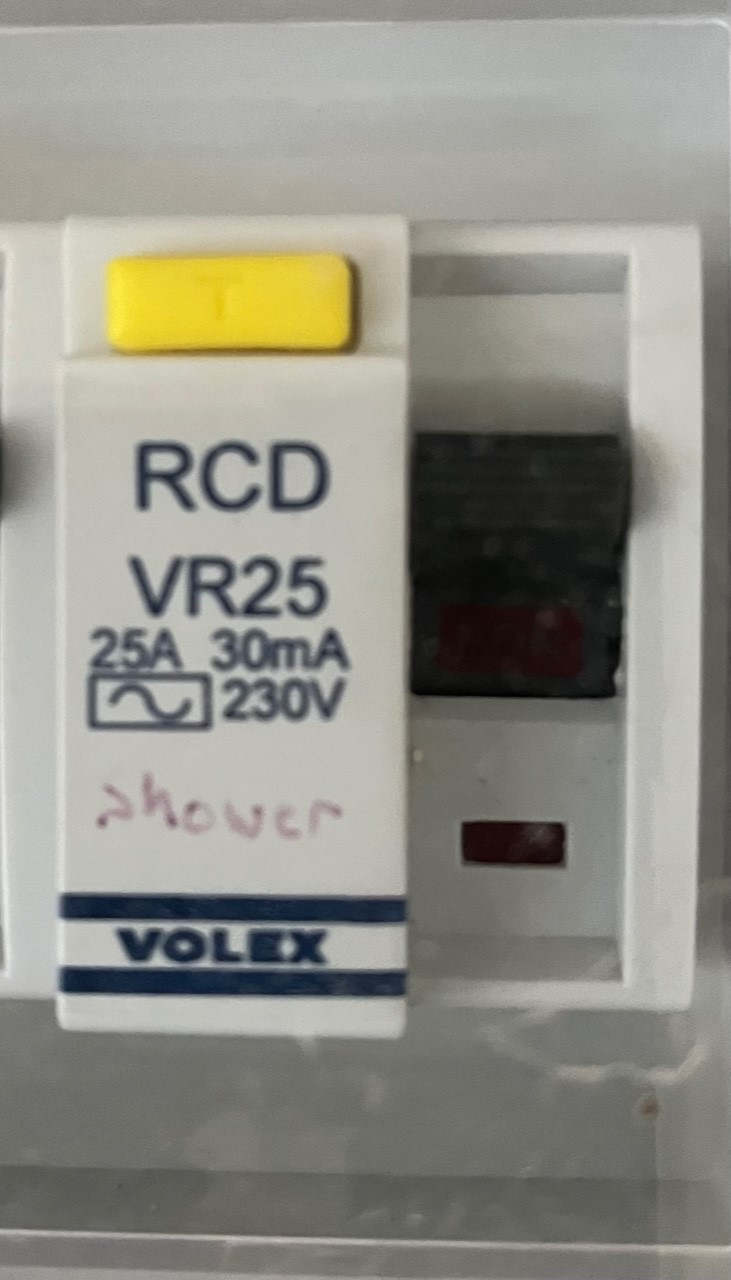 T
RCD
VR25
25A 30mA
230V
shower
VOLEX